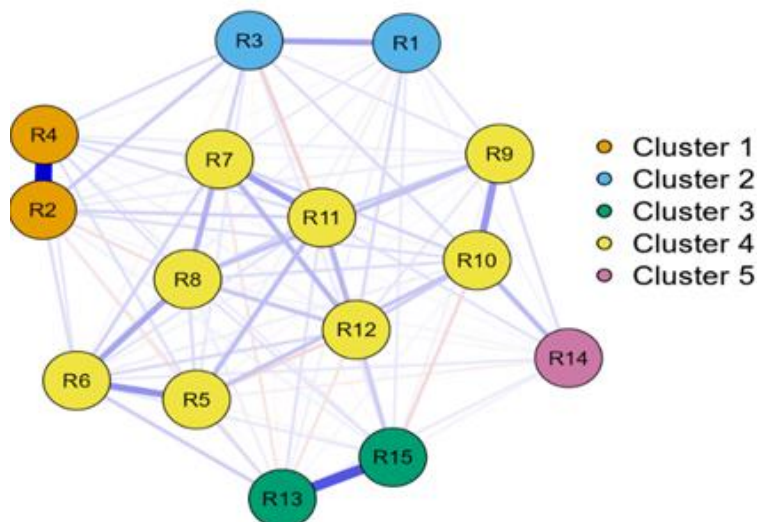 R3
R1
R4
R7
R9
R2
R11
R8
R10
R12
R14
R6
R5
R15
R13
Cluster 1
Cluster 2
Cluster 3
Cluster 4
Cluster 5